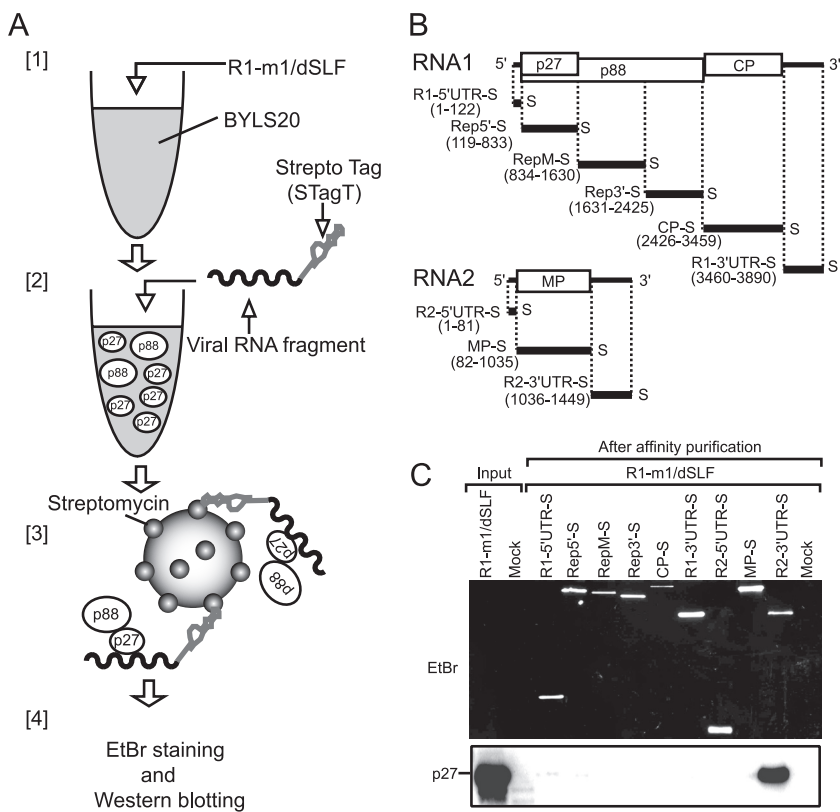 A
[1]
R1-m1/dSLF
BYLS20
Strepto Tag
(STagT)
[2]
p27
p88
p88
p27
p27
p27
p27
Viral RNA fragment
Streptomycin
[3]
p27
p88
p88
p27
[4]
EtBr staining
and
Western blotting
B
RNA1
5'
p27
p88
CP
3'
R1-5'UTR-S
(1-122)
S
Rep5'-S
(119-833)
S
RepM-S
(834-1630)
S
Rep3'-S
(1631-2425)
S
CP-S
(2426-3459)
S
R1-3'UTR-S
(3460-3890)
S
RNA2
5'
MP
3'
R2-5'UTR-S
(1-81)
S
MP-S
(82-1035)
S
R2-3'UTR-S
(1036-1449)
S
C
After affinity purification
Input
R1-m1/dSLF
R1-m1/dSLF
Mock
R1-5'UTR-S
Rep5'-S
RepM-S
Rep3'-S
CP-S
R1-3'UTR-S
R2-5'UTR-S
MP-S
R2-3'UTR-S
Mock
EtBr
p27